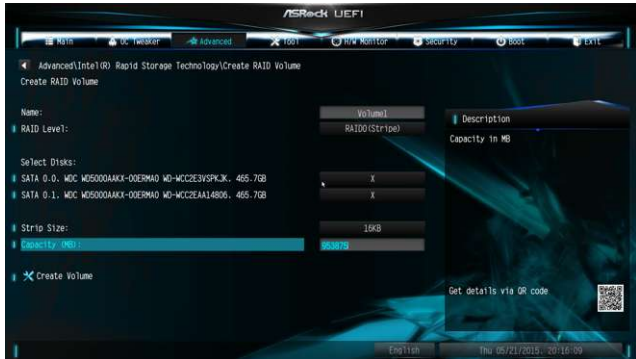 ASRock UEFI
Main OC Tweaker Advanced Tool H/W Monitor Security Boot Exit
Advanced\Intel(R) Rapid Storage Technology\Create RAID Volume
Create RAID Volume
Name: Volume1
RAID Level: RAID0(Stripe)
Select Disks:
SATA 0.0. WDC WD5000AAKX-00ERMA0 WD-WCC2E3VSPKJK. 465.7GB X
SATA 0.1. WDC WD5000AAKX-00ERMA0 WD-WCC2EAA14806. 465.7GB X
Strip Size: 16KB
Capacity (MB): 953875
Create Volume
Description
Capacity in MB
Get details via QR code
English Thu 05/21/2015. 20:16:09